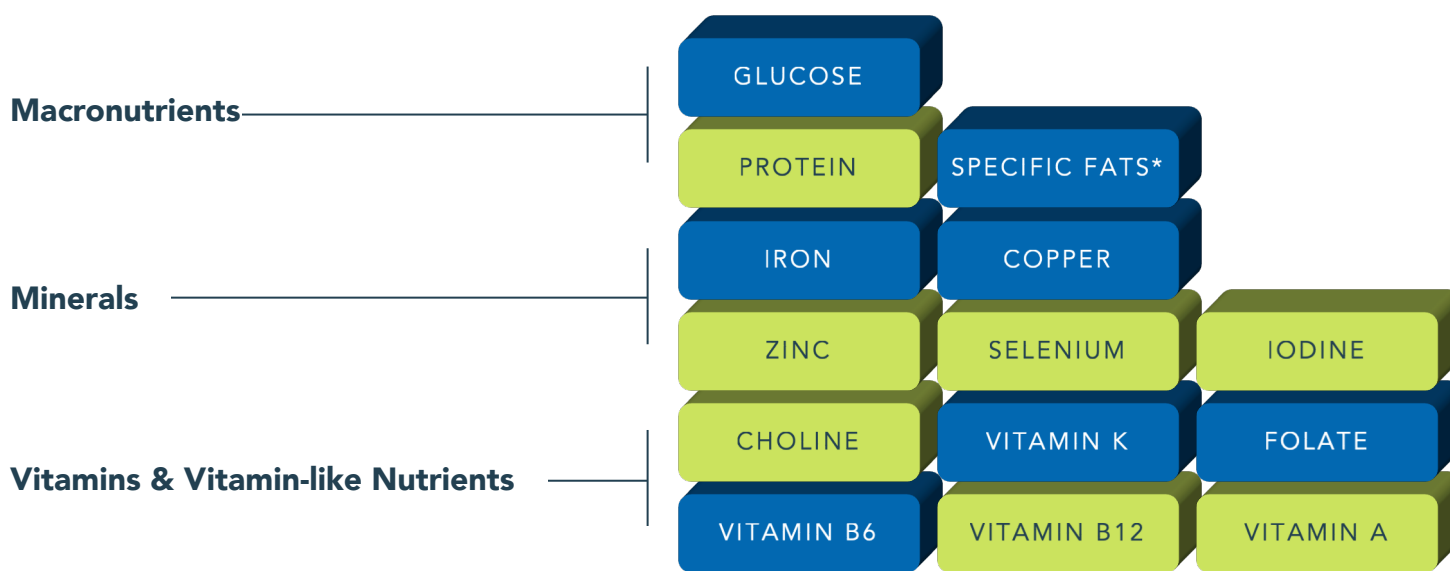 GLUCOSE
Macronutrients
PROTEIN
SPECIFIC FATS*
IRON
COPPER
Minerals
ZINC
SELENIUM
IODINE
CHOLINE
VITAMIN K
FOLATE
Vitamins & Vitamin-like Nutrients
VITAMIN B6
VITAMIN B12
VITAMIN A